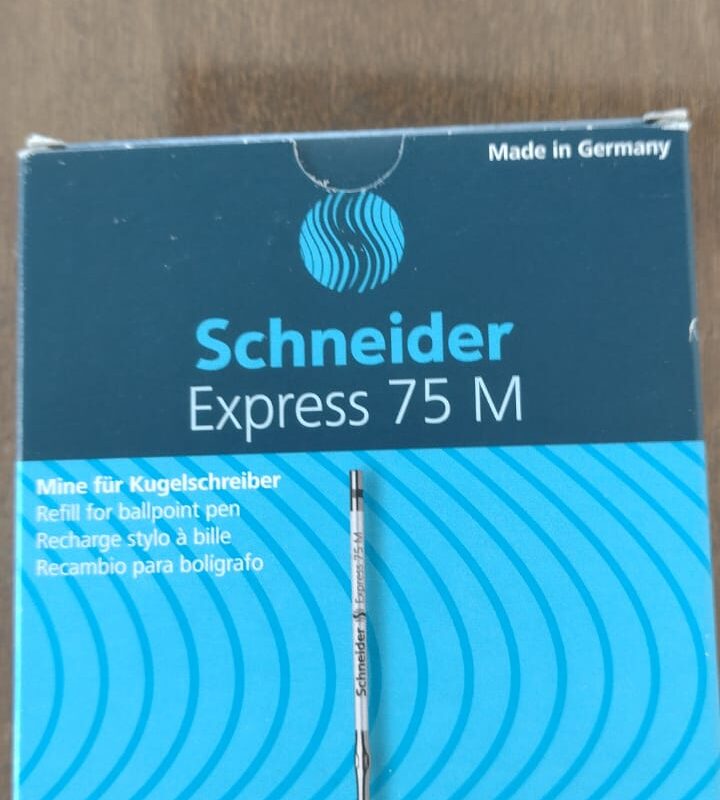 Made in Germany
Schneider
Express 75 M
Mine für Kugelschreiber
Refill for ballpoint pen
Recharge stylo à bille
Recambio para bolígrafo
Schneider Express 75 M